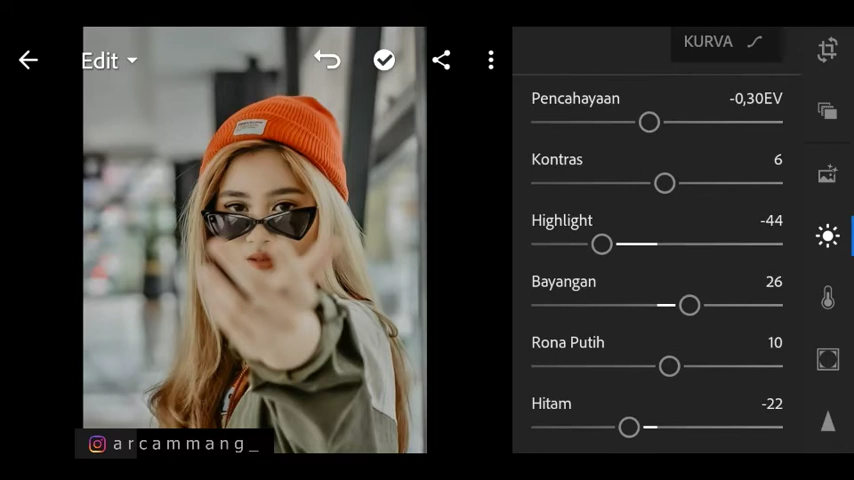 Edit
KURVA
Pencahayaan -0,30EV
Kontras 6
Highlight -44
Bayangan 26
Rona Putih 10
Hitam -22
arcammang_